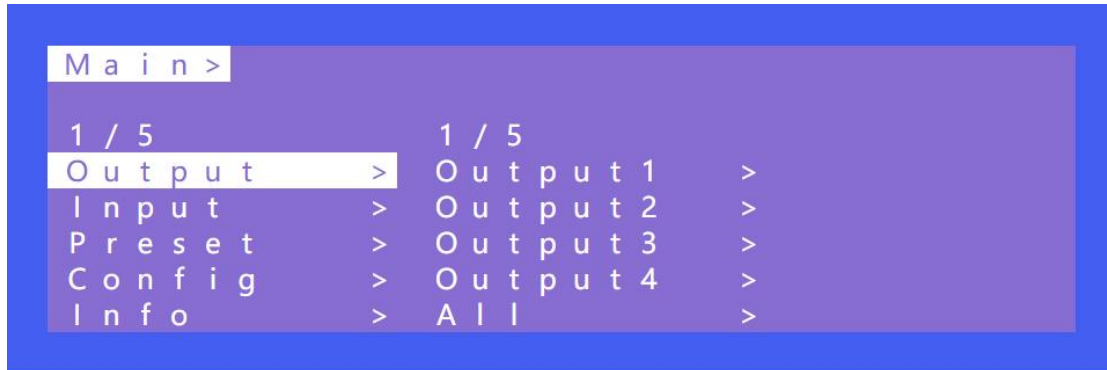 Main>
1/5 1/5
Output > Output1 >
Input > Output2 >
Preset > Output3 >
Config > Output4 >
Info > All >